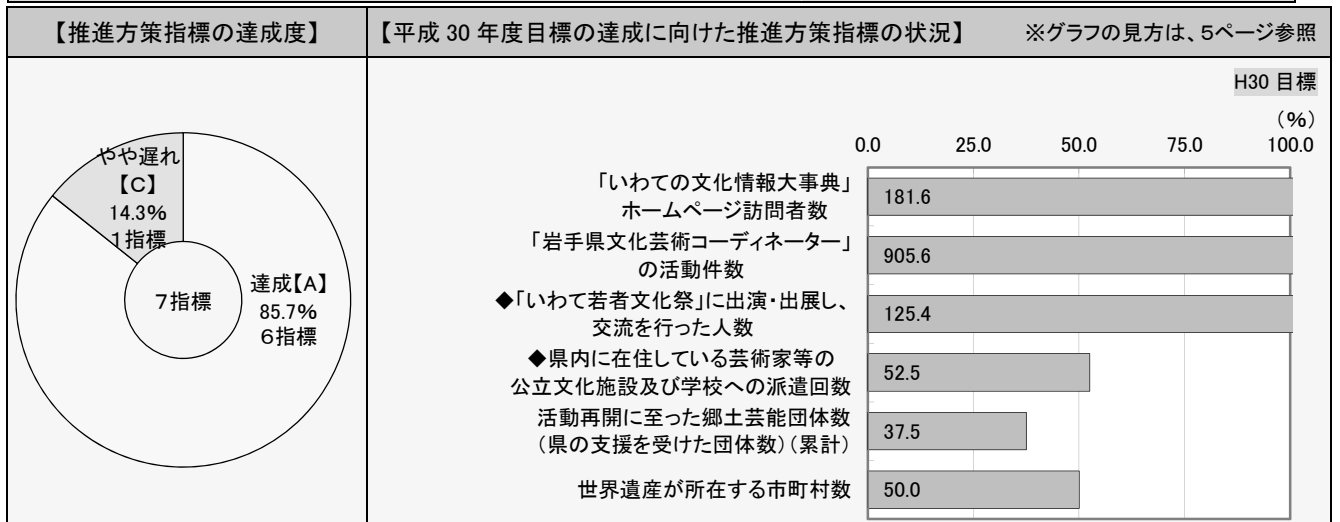 【推進方策指標の達成度】
【平成 30 年度目標の達成に向けた推進方策指標の状況】 ※グラフの見方は、5ページ参照
やや遅れ
【C】
14.3%
1指標
7指標
達成【A】
85.7%
6指標
H30 目標
(%)
0.0 25.0 50.0 75.0 100.0
「いわての文化情報大事典」
ホームページ訪問者数
181.6
「岩手県文化芸術コーディネーター」
の活動件数
905.6
◆「いわて若者文化祭」に出演・出展し、
交流を行った人数
125.4
◆県内に在住している芸術家等の
公立文化施設及び学校への派遣回数
52.5
活動再開に至った郷土芸能団体数
(県の支援を受けた団体数)(累計)
37.5
世界遺産が所在する市町村数
50.0